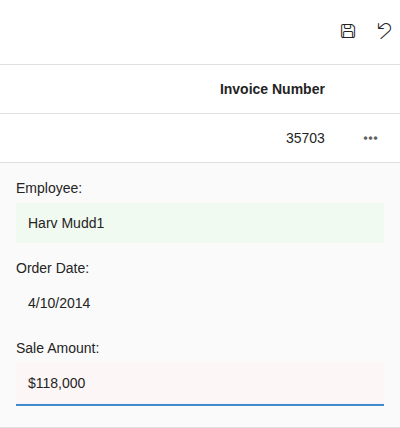 Invoice Number
35703
Employee:
Harv Mudd1
Order Date:
4/10/2014
Sale Amount:
$118,000